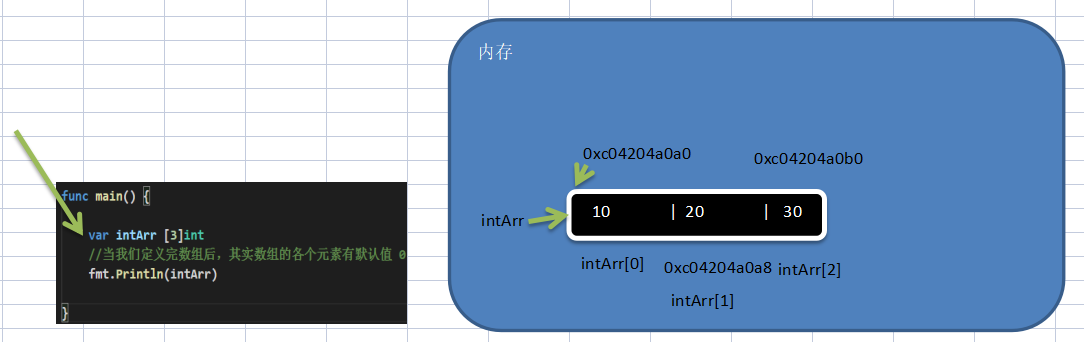 内存
0xc04204a0a0 0xc04204a0b0
func main() {
var intArr [3]int
//当我们定义完数组后，其实数组的各个元素有默认值 0
fmt.Println(intArr)
}
intArr 10 | 20 | 30
intArr[0] 0xc04204a0a8 intArr[2]
intArr[1]